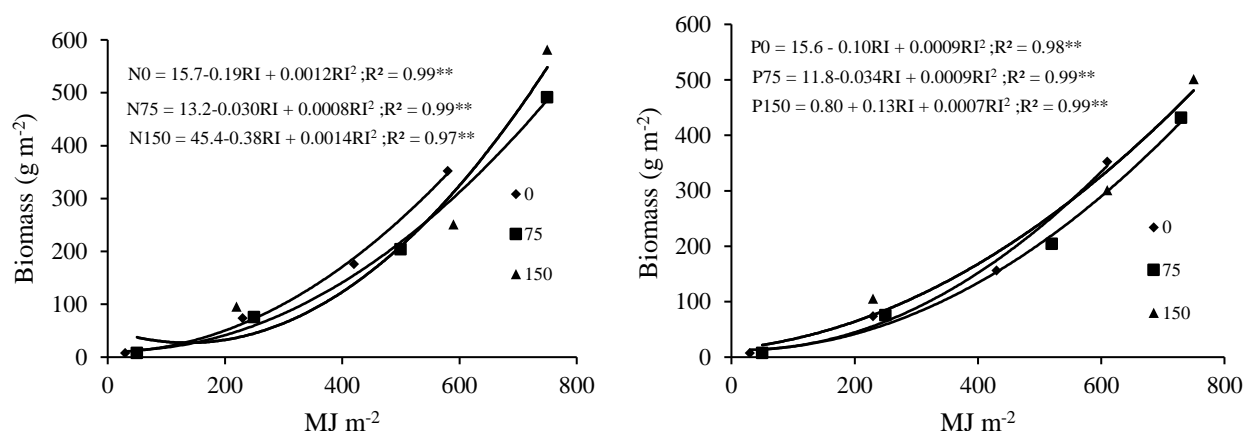 600
500
400
300
200
100
0
Biomass (g m-2)
N0 = 15.7-0.19RI + 0.0012RI² ;R² = 0.99**
N75 = 13.2-0.030RI + 0.0008RI² ;R² = 0.99**
N150 = 45.4-0.38RI + 0.0014RI² ;R² = 0.97**
0
75
150
0 200 400 600 800
MJ m-2
600
500
400
300
200
100
0
Biomass (g m-2)
P0 = 15.6 - 0.10RI + 0.0009RI² ;R² = 0.98**
P75 = 11.8-0.034RI + 0.0009RI² ;R² = 0.99**
P150 = 0.80 + 0.13RI + 0.0007RI² ;R² = 0.99**
0
75
150
0 200 400 600 800
MJ m-2